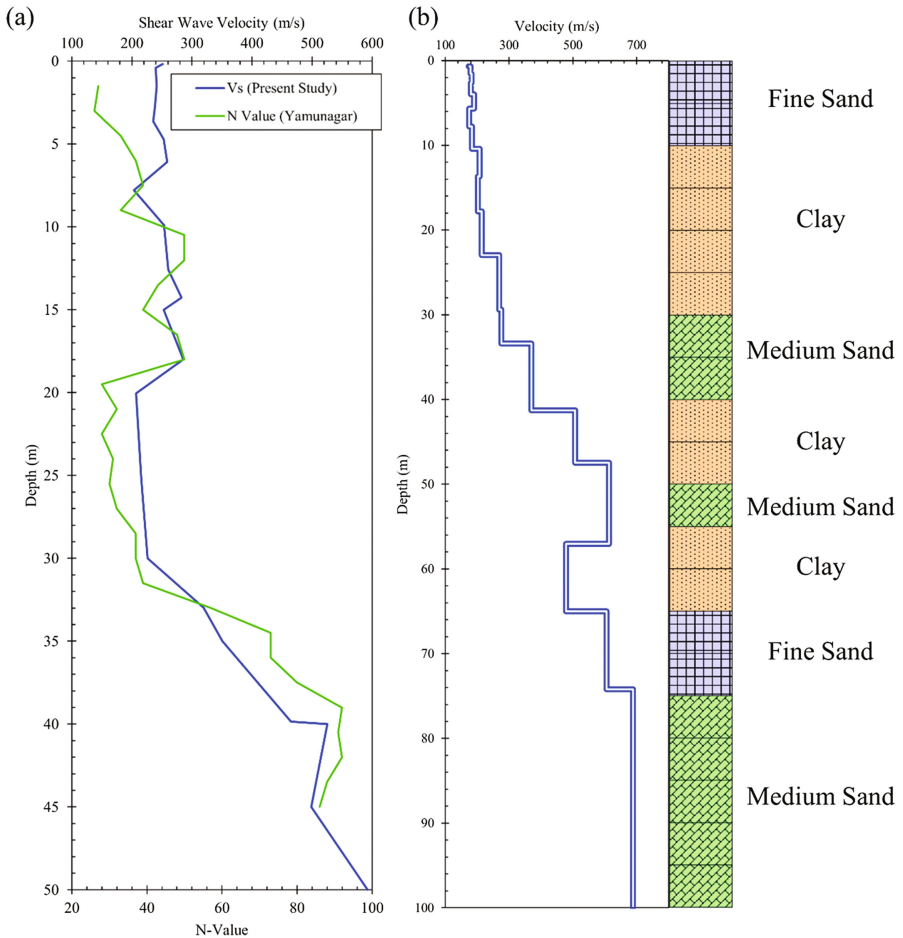 (a)
Shear Wave Velocity (m/s)
100 200 300 400 500 600
0
5
10
15
20
25
30
35
40
45
50
Depth (m)
Vs (Present Study)
N Value (Yamunagar)
20 40 60 80 100
N-Value
(b)
Velocity (m/s)
100 300 500 700
0
10
20
30
40
50
60
70
80
90
100
Depth (m)
Fine Sand
Clay
Medium Sand
Clay
Medium Sand
Clay
Fine Sand
Medium Sand